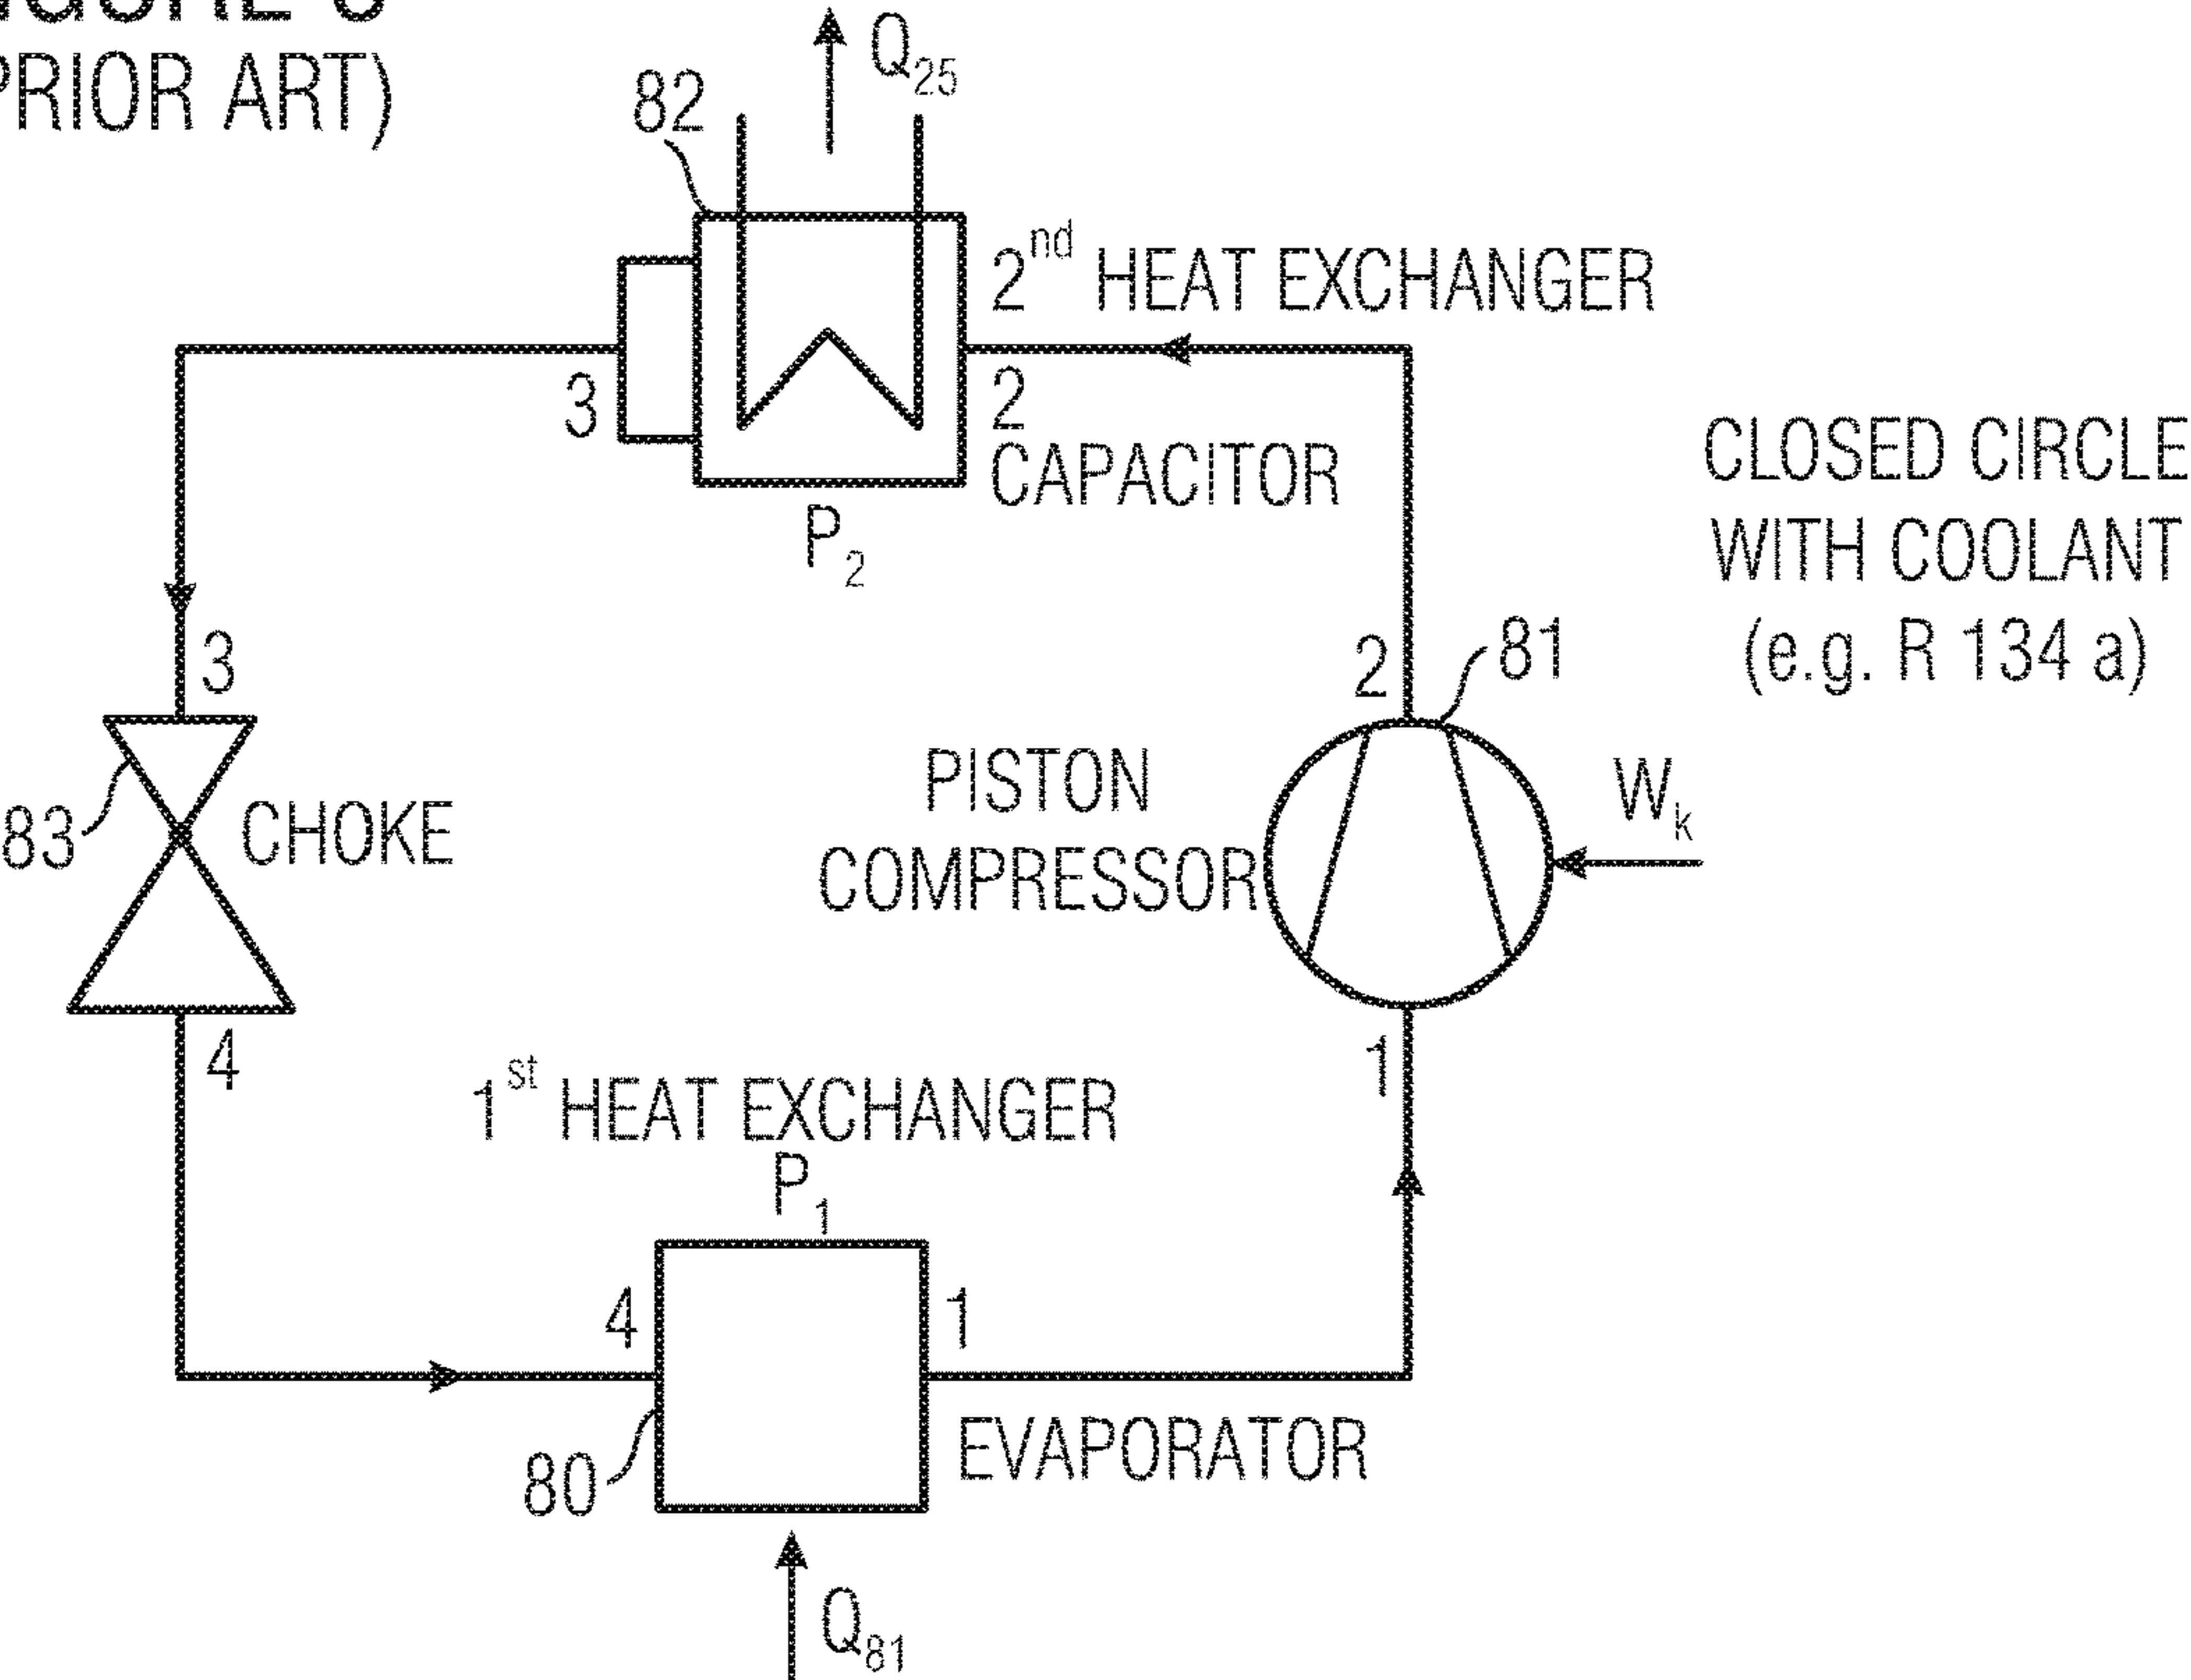 PRIOR ART)
Q25
82
2nd HEAT EXCHANGER
3
2
CAPACITOR
P2
CLOSED CIRCLE
WITH COOLANT
(e.g. R 134 a)
3
2
81
83
CHOKE
PISTON
COMPRESSOR
Wk
4
1
1st HEAT EXCHANGER
P1
4
1
80
EVAPORATOR
Q81